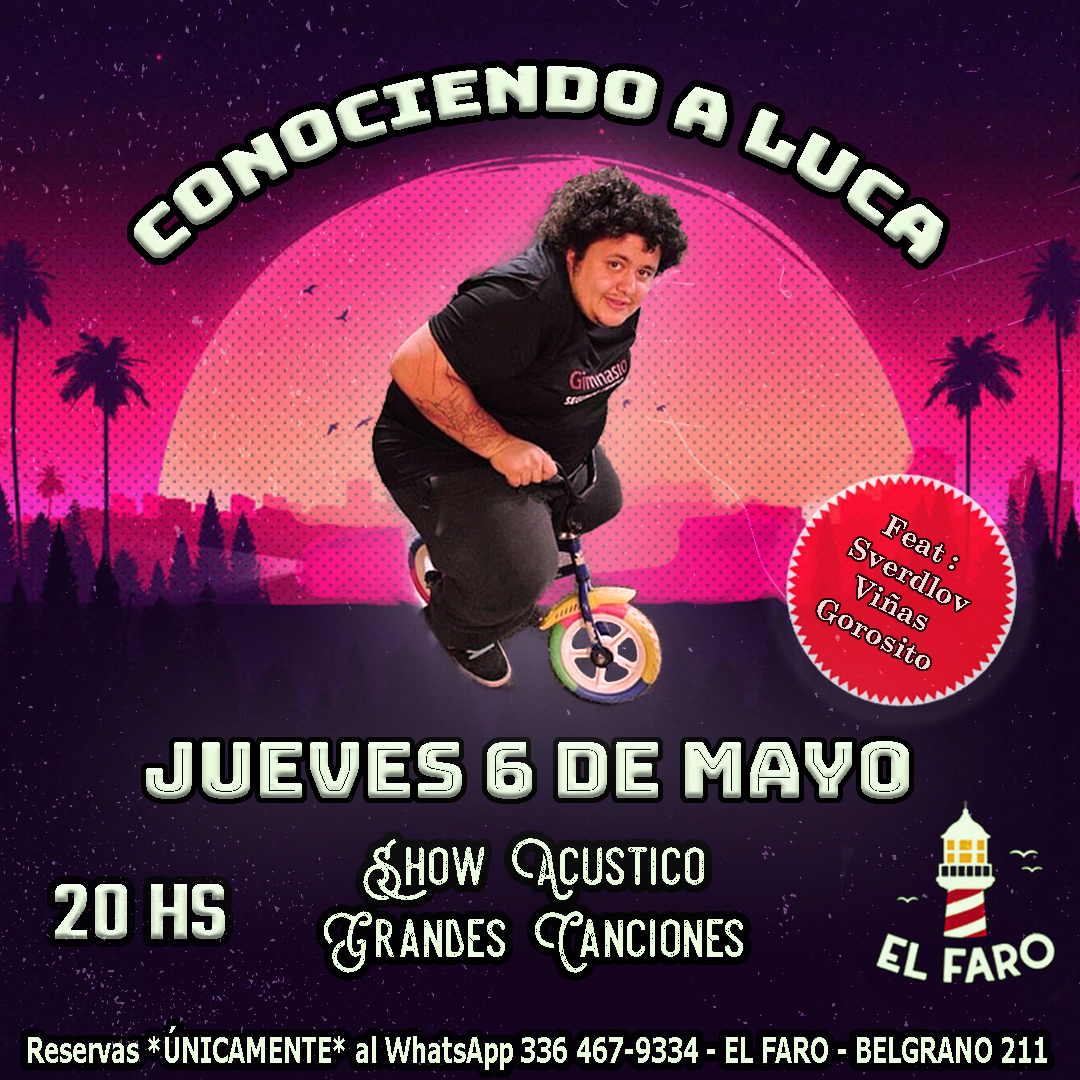 CONOCIENDO A LUCA
Gimnasio
Feat :
Sverdlov
Viñas
Gorosito
JUEVES 6 DE MAYO
20 HS
Show Acustico
Grandes Canciones
EL FARO
Reservas *ÚNICAMENTE* al WhatsApp 336 467-9334 - EL FARO - BELGRANO 211